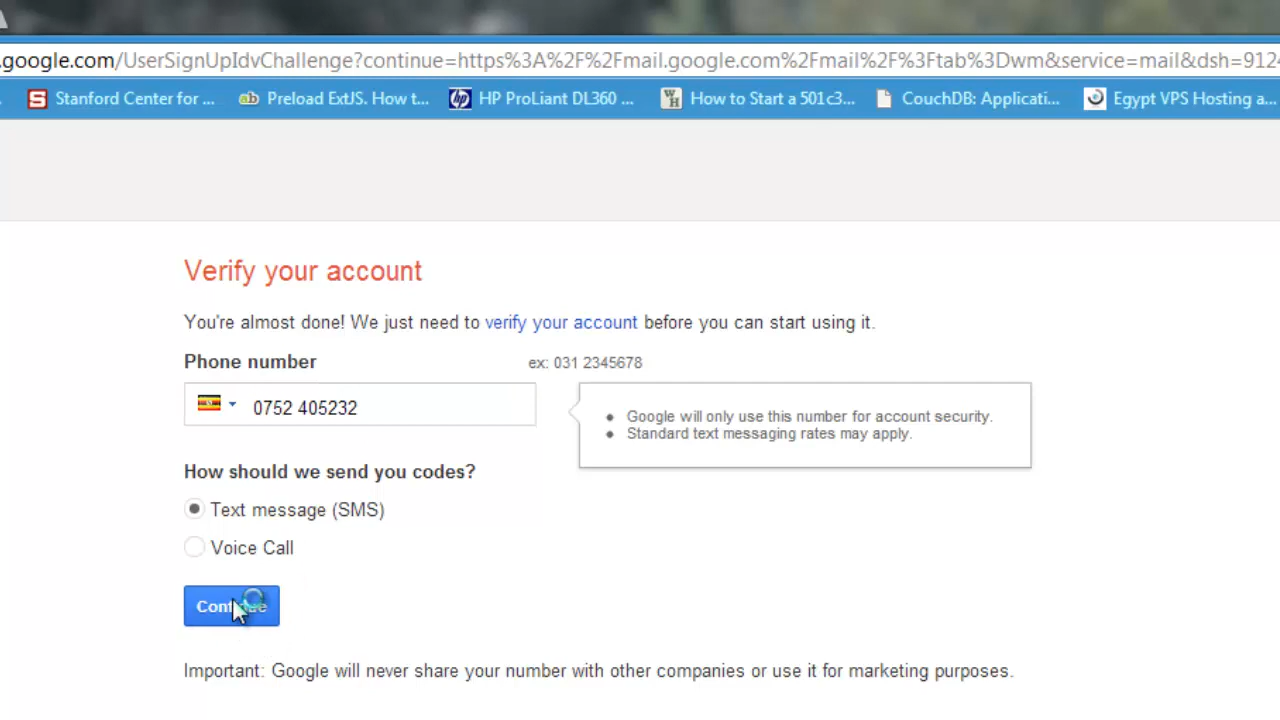 .google.com/UserSignUpIdvChallenge?continue=https%3A%2F%2Fmail.google.com%2Fmail%2F%3Ftab%3Dwm&service=mail&dsh=9124
Stanford Center for ... Preload ExtJS. How t... HP ProLiant DL360 ... How to Start a 501c3... CouchDB: Applicati... Egypt VPS Hosting a...
Verify your account
You're almost done! We just need to verify your account before you can start using it.
Phone number ex: 031 2345678
0752 405232
Google will only use this number for account security.
Standard text messaging rates may apply.
How should we send you codes?
Text message (SMS)
Voice Call
Continue
Important: Google will never share your number with other companies or use it for marketing purposes.